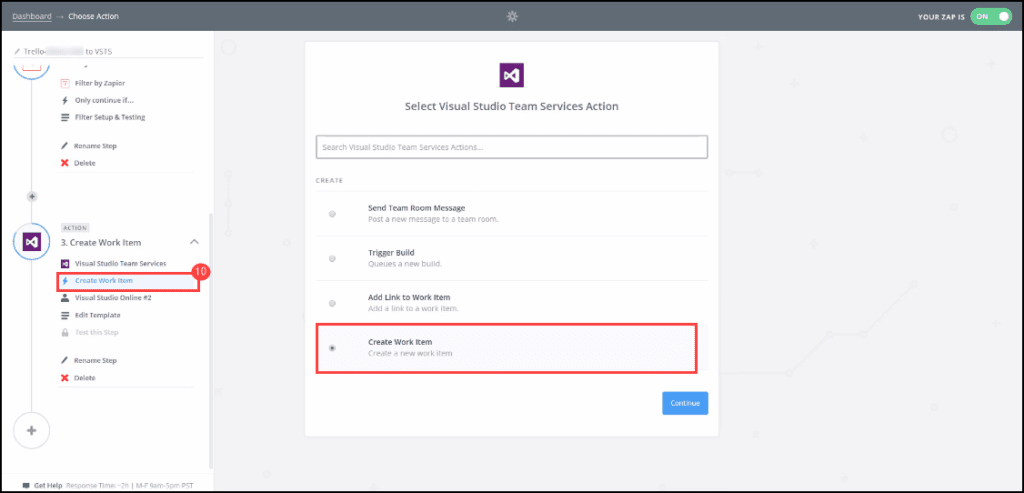 Dashboard → Choose Action
YOUR ZAP IS ON
Trello- to VSTS
Filter by Zapier
Only continue if...
Filter Setup & Testing
Rename Step
Delete
ACTION
3. Create Work Item
Visual Studio Team Services
10
Create Work Item
Visual Studio Online #2
Edit Template
Test this Step
Rename Step
Delete
Get Help Response Time: ~2h | M-F 9am-5pm PST
Select Visual Studio Team Services Action
Search Visual Studio Team Services Actions...
CREATE
Send Team Room Message
Post a new message to a team room.
Trigger Build
Queues a new build.
Add Link to Work Item
Add a link to a work item.
Create Work Item
Create a new work item
Continue